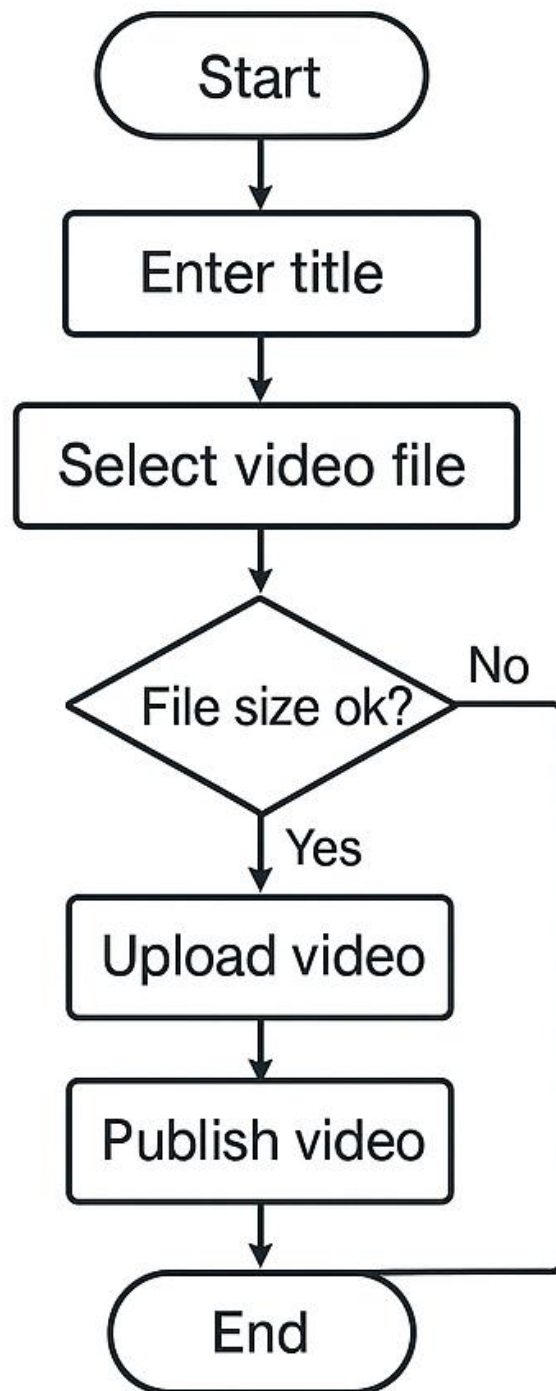 Start
Enter title
Select video file
File size ok?
No
Yes
Upload video
Publish video
End